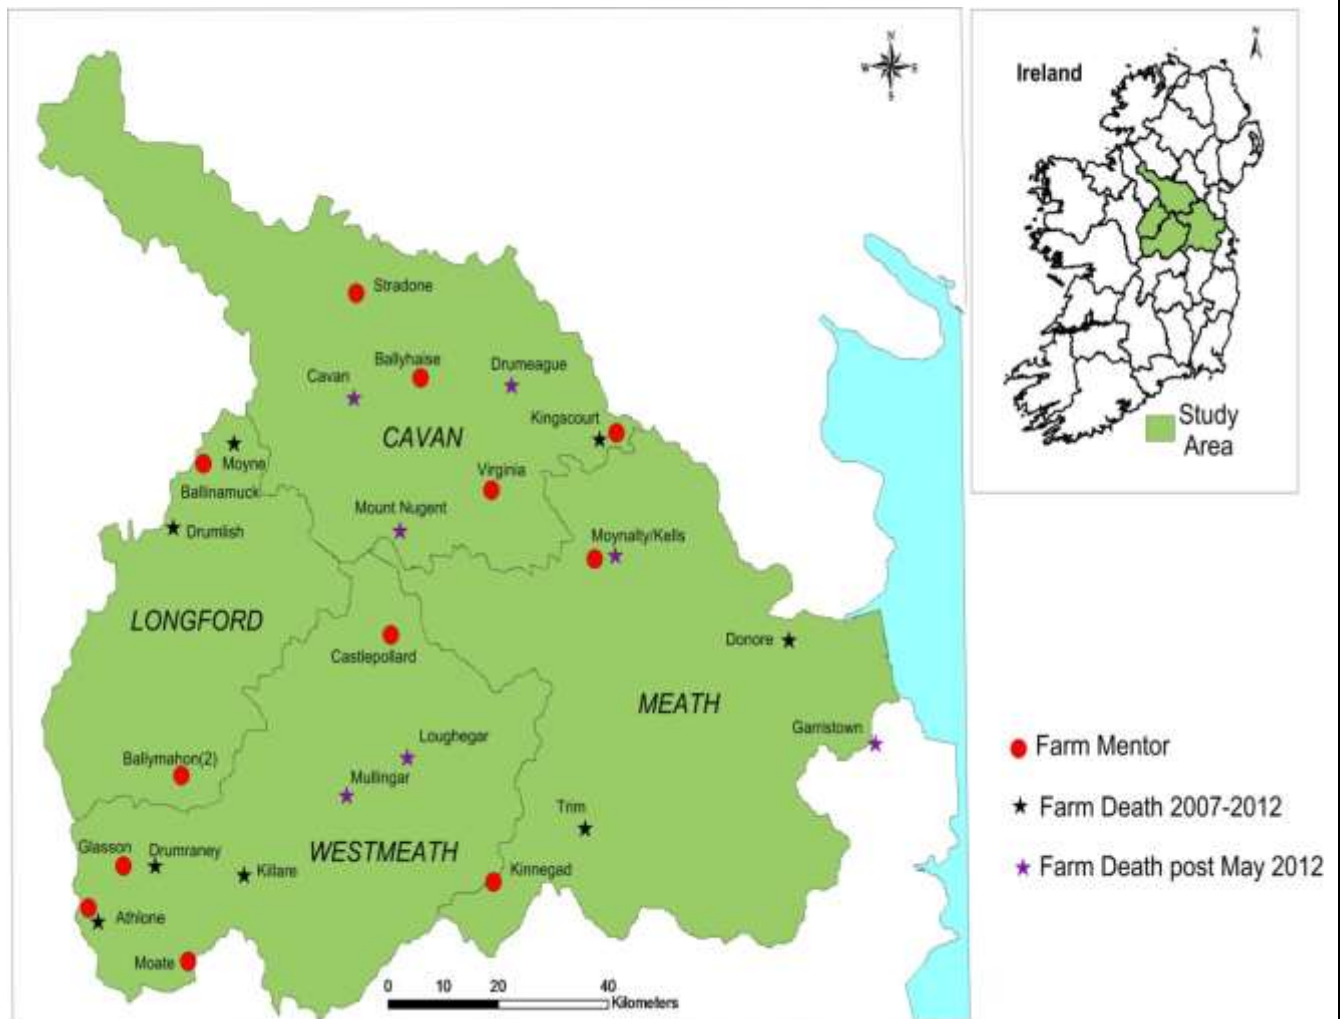 N
W E
S
N
Ireland
Study
Area
Stradone
Ballyhaise
Drumeague
Cavan
Kingscourt
CAVAN
Moyne
Virginia
Ballinamuck
Mount Nugent
Drumlish
Moynalty/Kells
LONGFORD
Donore
Castlepollard
MEATH
Garristown
Loughegar
Ballymahon(2)
Mullingar
Trim
Glasson
Drumraney
WESTMEATH
Killare
Kinnegad
Athlone
Moate
0 10 20 40
Kilometers
Farm Mentor
Farm Death 2007-2012
Farm Death post May 2012